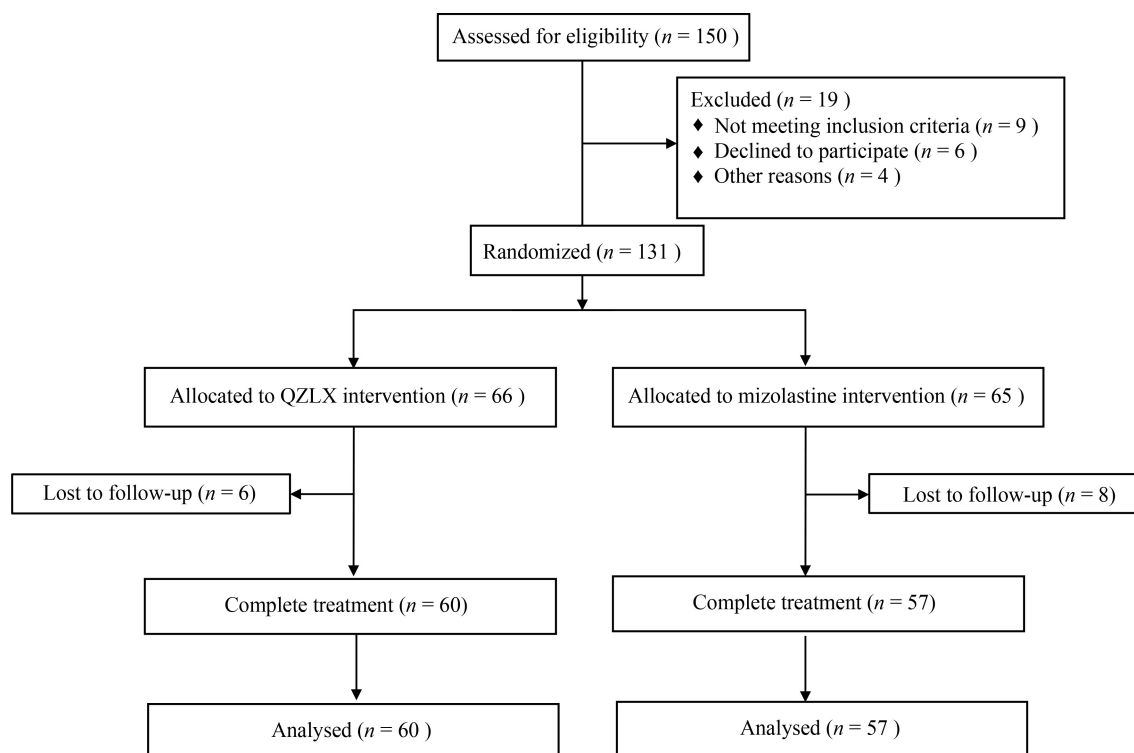 Assessed for eligibility (n = 150 )
Excluded (n = 19 )
♦ Not meeting inclusion criteria (n = 9 )
♦ Declined to participate (n = 6 )
♦ Other reasons (n = 4 )
Randomized (n = 131 )
Allocated to QZLX intervention (n = 66 )
Allocated to mizolastine intervention (n = 65 )
Lost to follow-up (n = 6)
Lost to follow-up (n = 8)
Complete treatment (n = 60)
Complete treatment (n = 57)
Analysed (n = 60 )
Analysed (n = 57 )